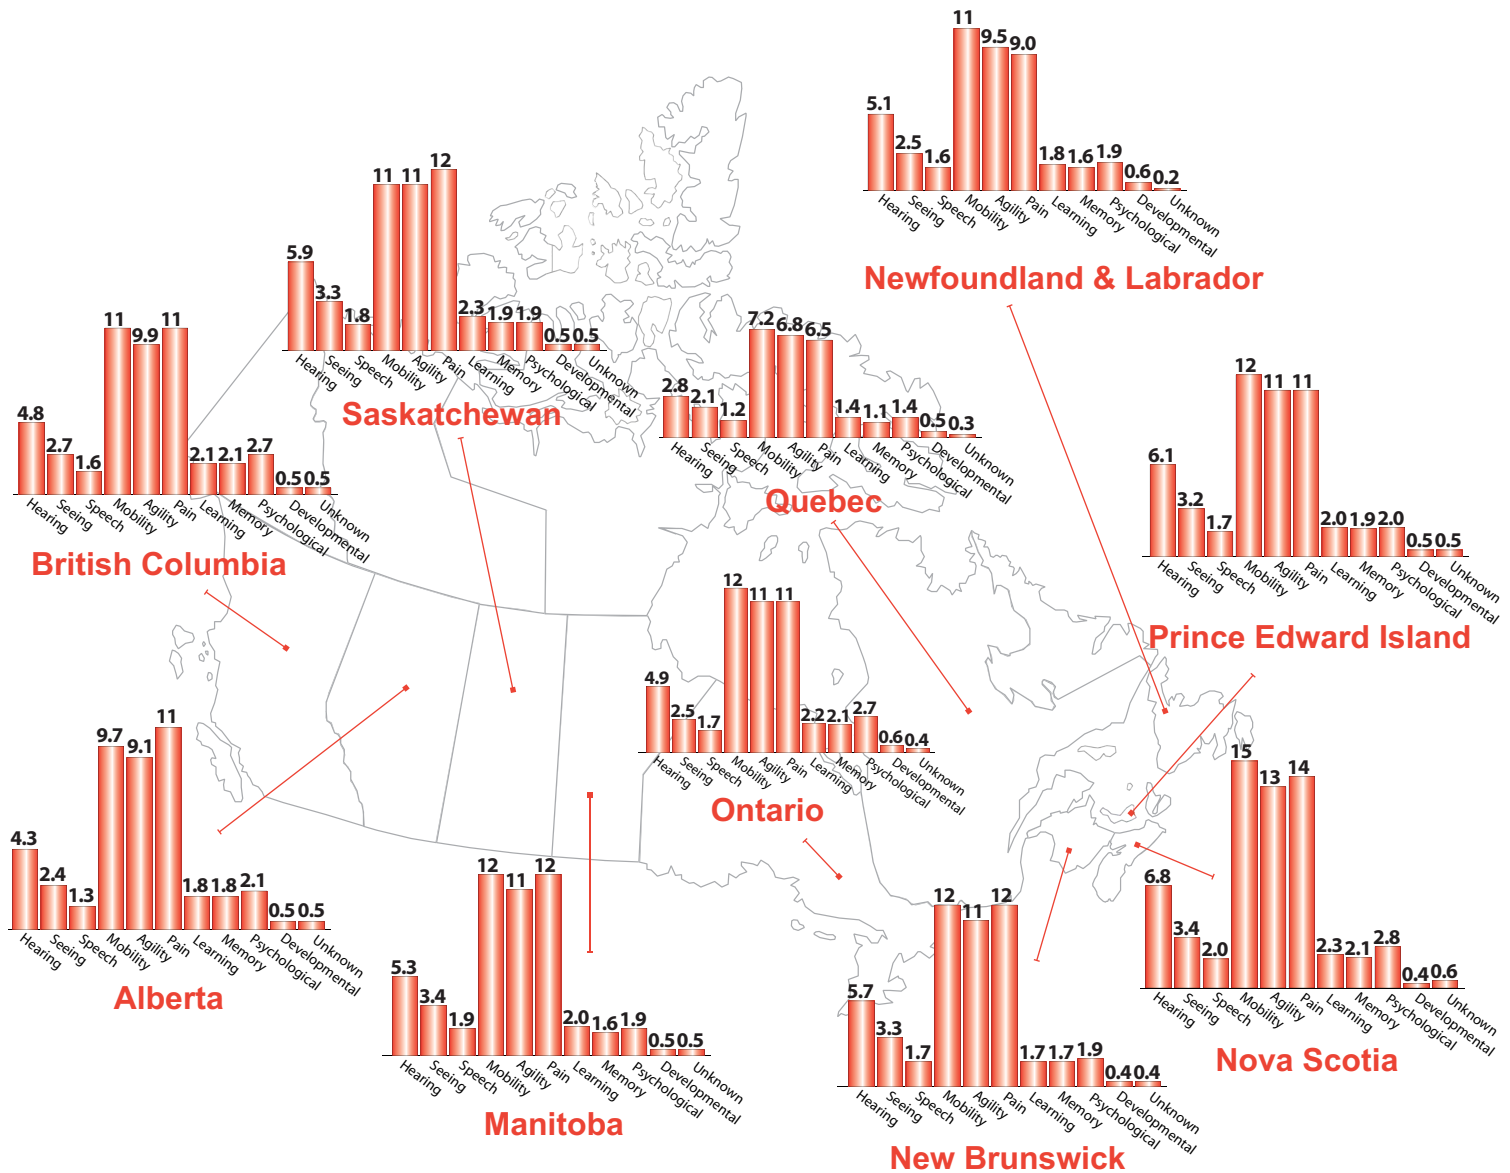 11
9.5
9.0
5.1
2.5
1.6
1.8
1.6
1.9
0.6
0.2
Hearing
Seeing
Speech
Mobility
Agility
Pain
Learning
Memory
Psychological
Developmental
Unknown
Newfoundland & Labrador
5.9
3.3
1.8
11
11
12
2.3
1.9
1.9
0.5
0.5
Hearing
Seeing
Speech
Mobility
Agility
Pain
Learning
Memory
Psychological
Developmental
Unknown
Saskatchewan
4.8
2.7
1.6
11
9.9
11
2.1
2.1
2.7
0.5
0.5
Hearing
Seeing
Speech
Mobility
Agility
Pain
Learning
Memory
Psychological
Developmental
Unknown
British Columbia
2.8
2.1
1.2
7.2
6.8
6.5
1.4
1.1
1.4
0.5
0.3
Hearing
Seeing
Speech
Mobility
Agility
Pain
Learning
Memory
Psychological
Developmental
Unknown
Quebec
6.1
3.2
1.7
12
11
11
2.0
1.9
2.0
0.5
0.5
Hearing
Seeing
Speech
Mobility
Agility
Pain
Learning
Memory
Psychological
Developmental
Unknown
Prince Edward Island
4.9
2.5
1.7
12
11
11
2.2
2.1
2.7
0.6
0.4
Hearing
Seeing
Speech
Mobility
Agility
Pain
Learning
Memory
Psychological
Developmental
Unknown
Ontario
4.3
2.4
1.3
9.7
9.1
11
1.8
1.8
2.1
0.5
0.5
Hearing
Seeing
Speech
Mobility
Agility
Pain
Learning
Memory
Psychological
Developmental
Unknown
Alberta
6.8
3.4
2.0
15
13
14
2.3
2.1
2.8
0.4
0.6
Hearing
Seeing
Speech
Mobility
Agility
Pain
Learning
Memory
Psychological
Developmental
Unknown
Nova Scotia
5.3
3.4
1.9
12
11
12
2.0
1.6
1.9
0.5
0.5
Hearing
Seeing
Speech
Mobility
Agility
Pain
Learning
Memory
Psychological
Developmental
Unknown
Manitoba
5.7
3.3
1.7
12
11
12
1.7
1.7
1.9
0.4
0.4
Hearing
Seeing
Speech
Mobility
Agility
Pain
Learning
Memory
Psychological
Developmental
Unknown
New Brunswick